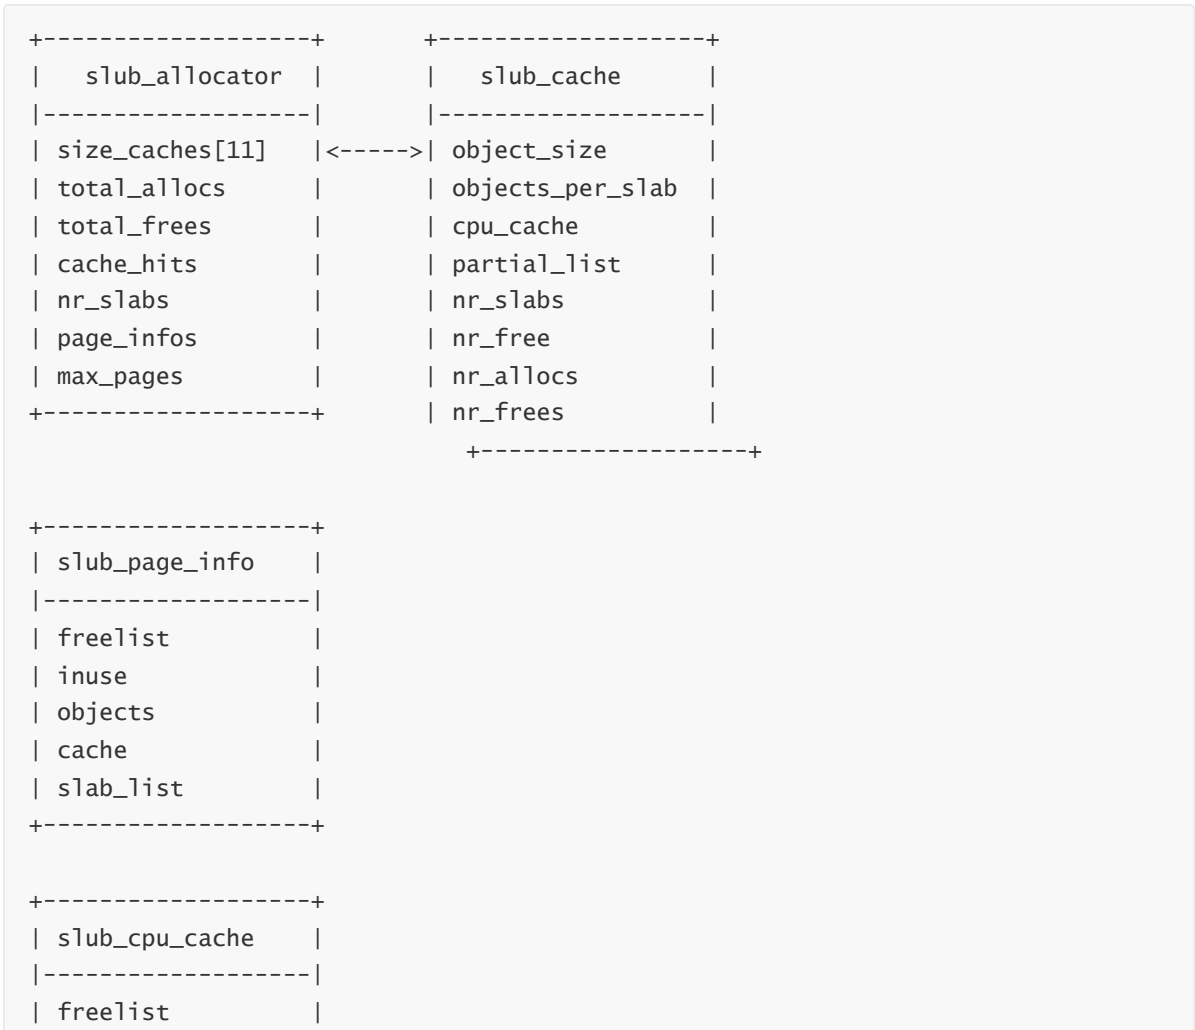 +-------------------+       +-------------------+
|   slub_allocator  |       |   slub_cache      |
|-------------------|       |-------------------|
| size_caches[11]   |<----->| object_size       |
| total_allocs      |       | objects_per_slab  |
| total_frees       |       | cpu_cache         |
| cache_hits        |       | partial_list      |
| nr_slabs          |       | nr_slabs          |
| page_infos        |       | nr_free           |
| max_pages         |       | nr_allocs         |
+-------------------+       | nr_frees          |
                               +-------------------+

+-------------------+
| slub_page_info    |
|-------------------|
| freelist          |
| inuse             |
| objects           |
| cache             |
| slab_list         |
+-------------------+

+-------------------+
| slub_cpu_cache    |
|-------------------|
| freelist          |